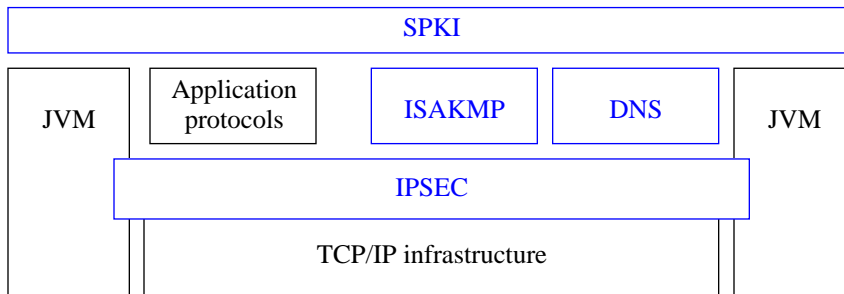 SPKI
JVM
Application
protocols
ISAKMP
DNS
JVM
IPSEC
TCP/IP infrastructure